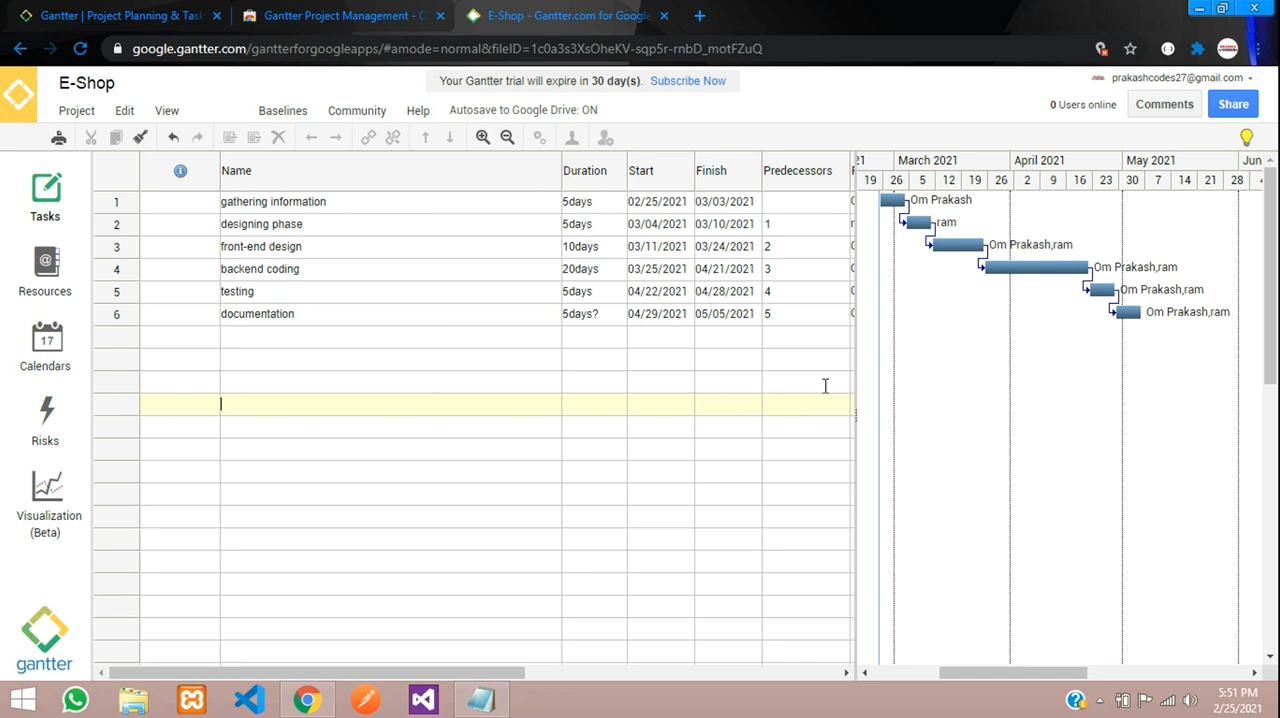 Gantter | Project Planning & Tas
Gantter Project Management - C
E-Shop - Gantter.com for Google
google.gantter.com/gantterforgoogleapps/#amode=normal&fileID=1c0a3s3XsOheKV-sqp5r-rnbD_motFZuQ
E-Shop
Your Gantter trial will expire in 30 day(s). Subscribe Now
prakashcodes27@gmail.com
Project Edit View Baselines Community Help Autosave to Google Drive: ON
0 Users online Comments Share
Tasks
Resources
17
Calendars
Risks
Visualization
(Beta)
gantter
Name Duration Start Finish Predecessors
1 gathering information 5days 02/25/2021 03/03/2021
2 designing phase 5days 03/04/2021 03/10/2021 1
3 front-end design 10days 03/11/2021 03/24/2021 2
4 backend coding 20days 03/25/2021 04/21/2021 3
5 testing 5days 04/22/2021 04/28/2021 4
6 documentation 5days? 04/29/2021 05/05/2021 5
21 March 2021 April 2021 May 2021 Jun
19 26 5 12 19 26 2 9 16 23 30 7 14 21 28
Om Prakash
ram
Om Prakash,ram
Om Prakash,ram
Om Prakash,ram
Om Prakash,ram
5:51 PM
2/25/2021